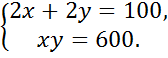 2x + 2y = 100,
xy = 600.